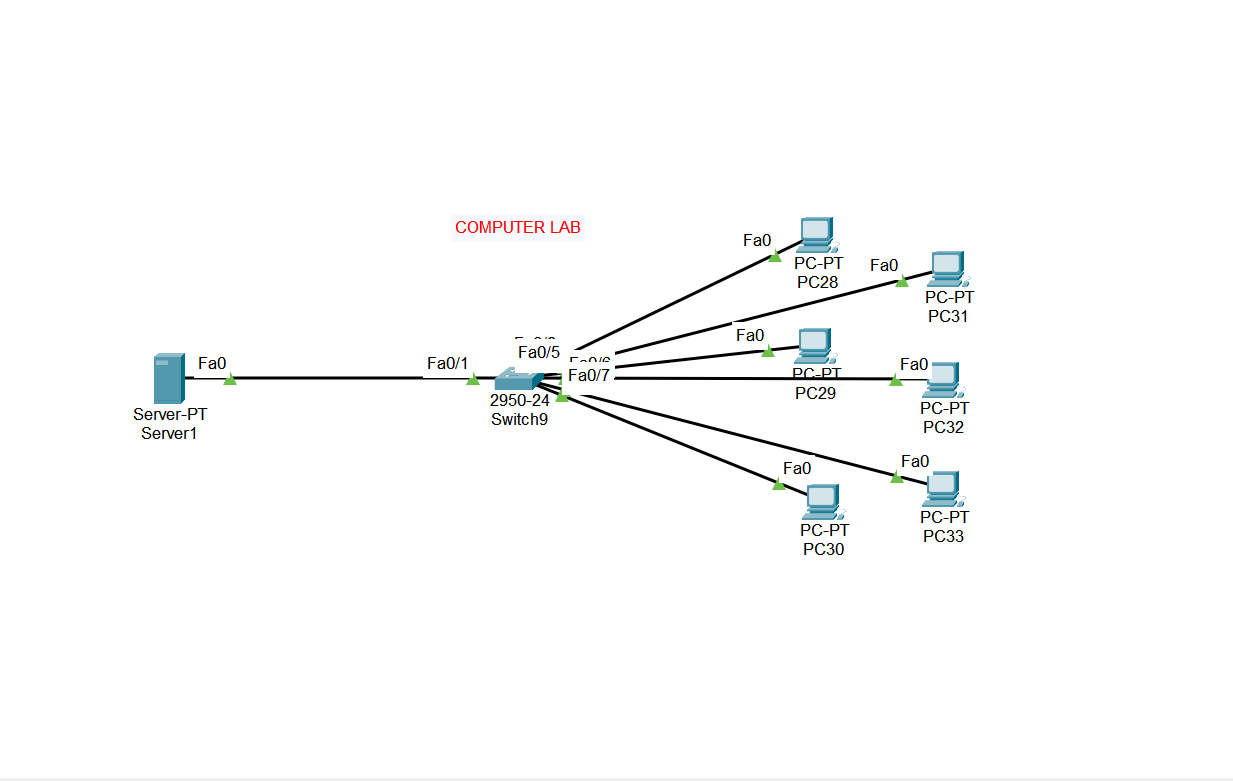 COMPUTER LAB
Fa0
PC-PT
PC28
Fa0
PC-PT
PC31
Fa0
PC-PT
PC29
Fa0/5
Fa0/6
Fa0/7
Fa0
Server-PT
Server1
Fa0/1
2950-24
Switch9
Fa0
PC-PT
PC32
Fa0
PC-PT
PC30
Fa0
PC-PT
PC33